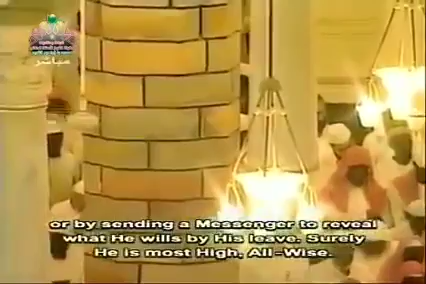 مباشر
or by sending a Messenger to reveal
what He wills by His leave. Surely
He is most High, All-Wise.